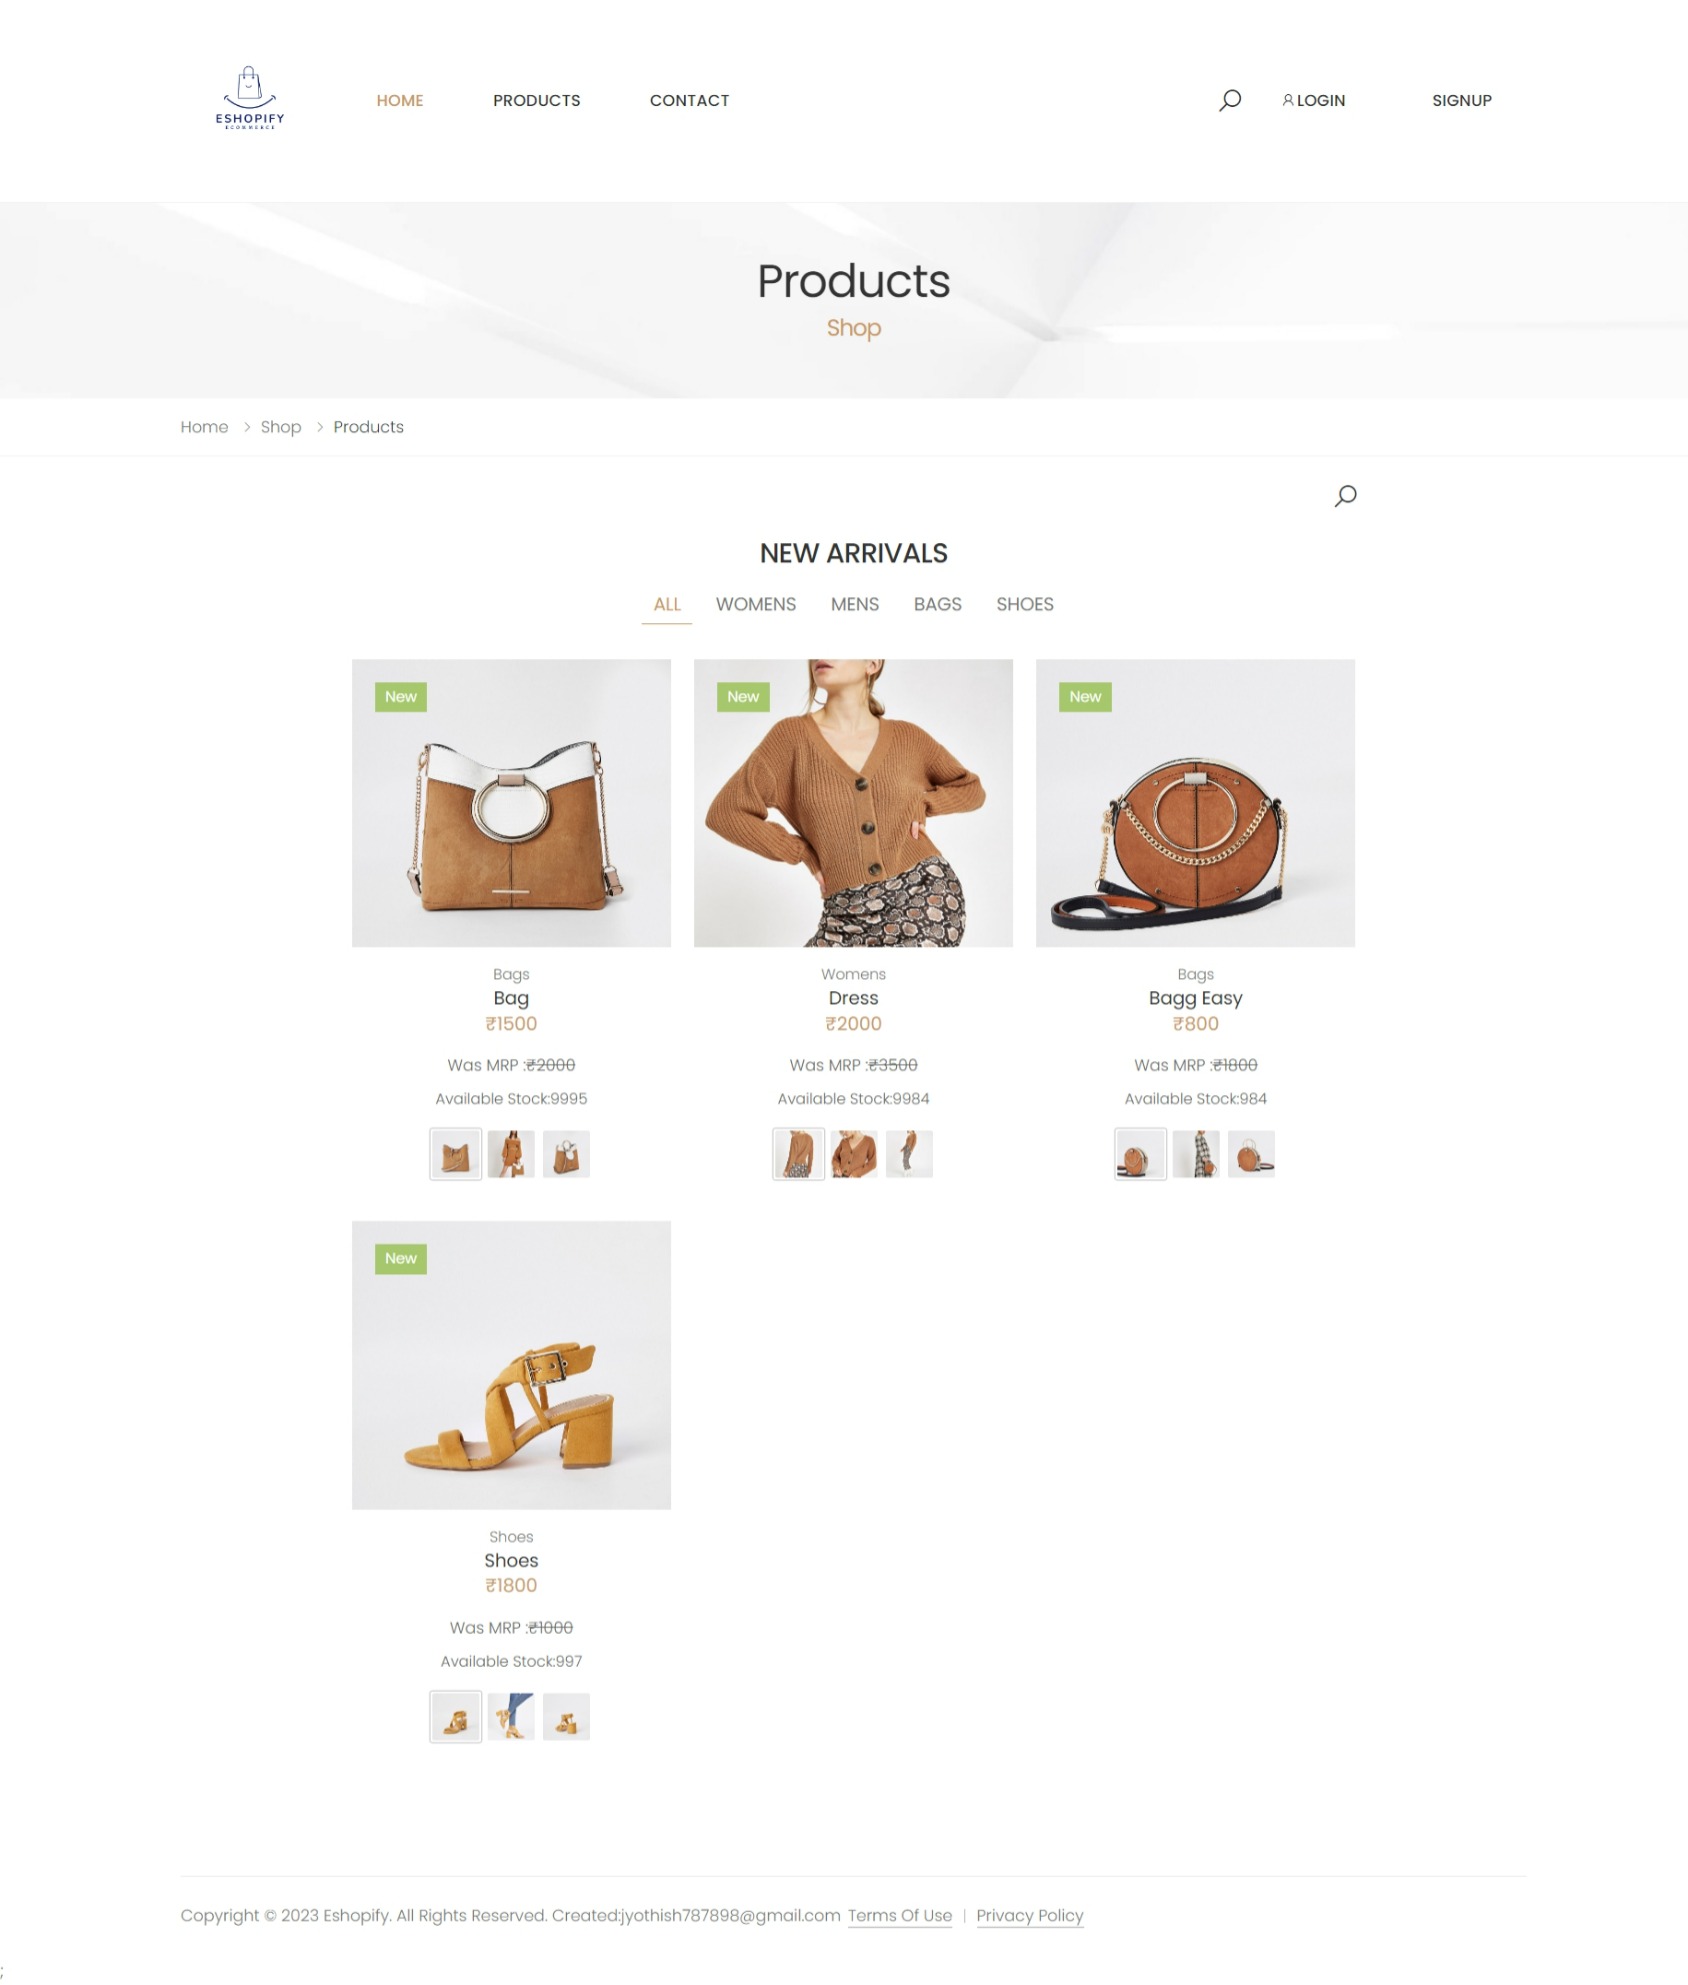 ESHOPIFY
ECOMMERCE
HOME PRODUCTS CONTACT LOGIN SIGNUP
Products
Shop
Home > Shop > Products
NEW ARRIVALS
ALL WOMENS MENS BAGS SHOES
New
Bags
Bag
₹1500
Was MRP :₹2000
Available Stock:9995
New
Womens
Dress
₹2000
Was MRP :₹3500
Available Stock:9984
New
Bags
Bagg Easy
₹800
Was MRP :₹1800
Available Stock:984
New
Shoes
Shoes
₹1800
Was MRP :₹1000
Available Stock:997
Copyright © 2023 Eshopify. All Rights Reserved. Created:jyothish787898@gmail.com Terms Of Use | Privacy Policy
;